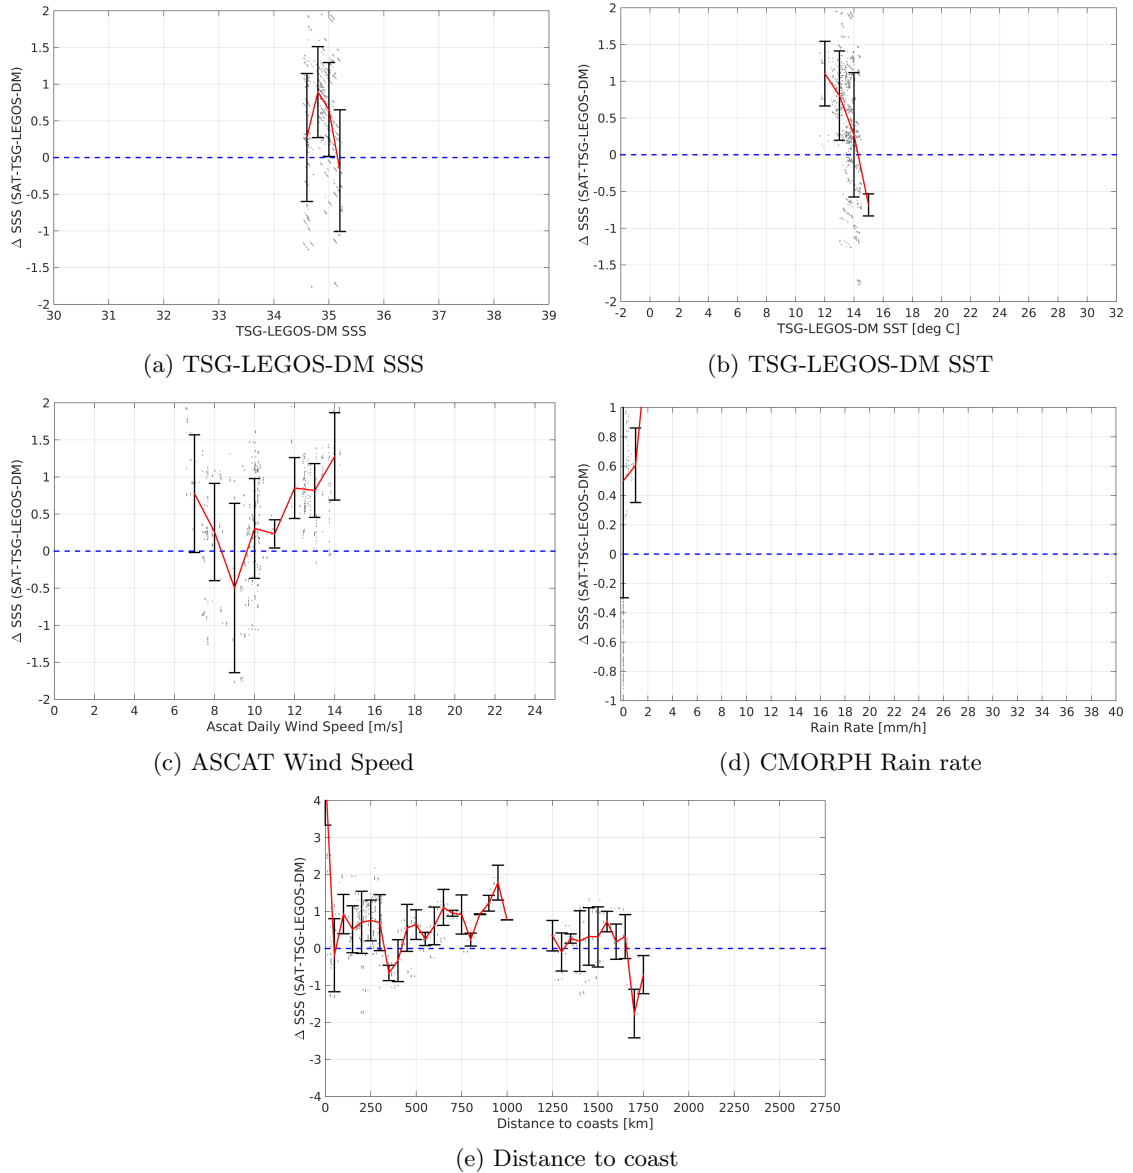 2
1.5
1
0.5
0
-0.5
-1
-1.5
-2
Δ SSS (SAT-TSG-LEGOS-DM)
30 31 32 33 34 35 36 37 38 39
TSG-LEGOS-DM SSS
(a) TSG-LEGOS-DM SSS
2
1.5
1
0.5
0
-0.5
-1
-1.5
-2
Δ SSS (SAT-TSG-LEGOS-DM)
-2 0 2 4 6 8 10 12 14 16 18 20 22 24 26 28 30 32
TSG-LEGOS-DM SST [deg C]
(b) TSG-LEGOS-DM SST
2
1.5
1
0.5
0
-0.5
-1
-1.5
-2
Δ SSS (SAT-TSG-LEGOS-DM)
0 2 4 6 8 10 12 14 16 18 20 22 24
Ascat Daily Wind Speed [m/s]
(c) ASCAT Wind Speed
1
0.8
0.6
0.4
0.2
0
-0.2
-0.4
-0.6
-0.8
-1
Δ SSS (SAT-TSG-LEGOS-DM)
0 2 4 6 8 10 12 14 16 18 20 22 24 26 28 30 32 34 36 38 40
Rain Rate [mm/h]
(d) CMORPH Rain rate
4
3
2
1
0
-1
-2
-3
-4
Δ SSS (SAT-TSG-LEGOS-DM)
0 250 500 750 1000 1250 1500 1750 2000 2250 2500 2750
Distance to coasts [km]
(e) Distance to coast